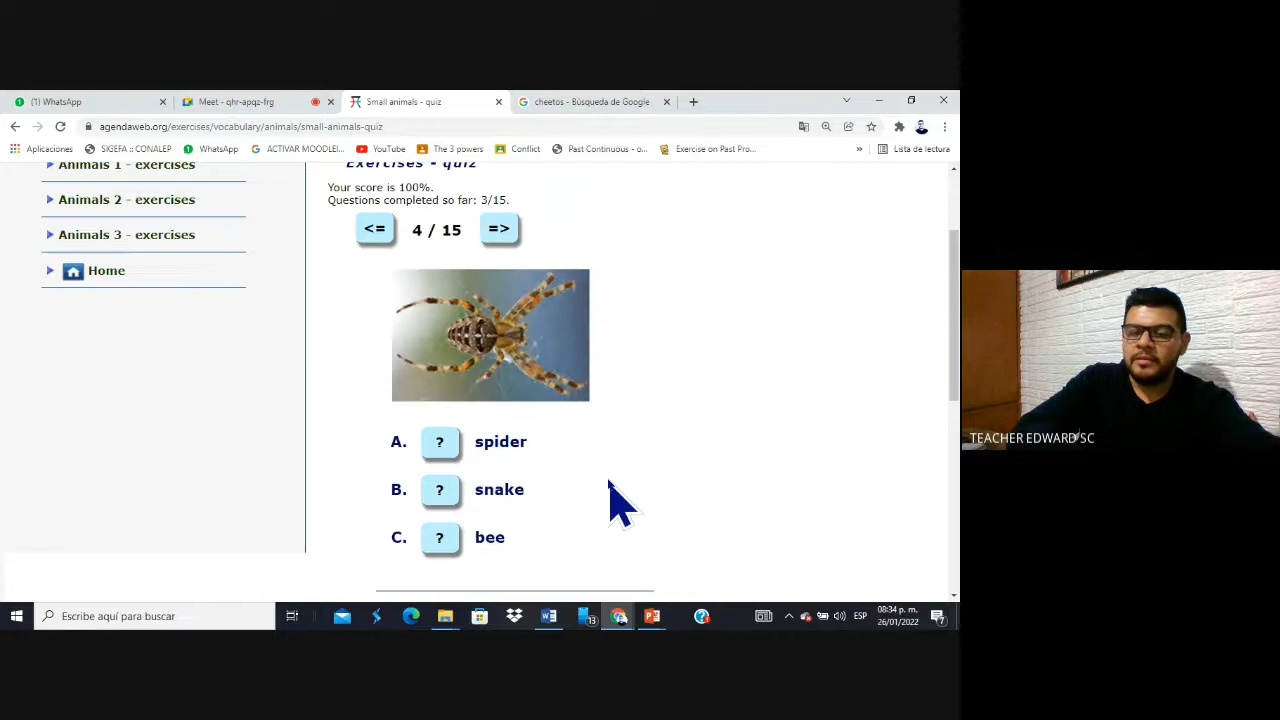 (1) WhatsApp
Meet - qhr-apqz-frg
Small animals - quiz
cheetos - Búsqueda de Google
agendaweb.org/exercises/vocabulary/animals/small-animals-quiz
Aplicaciones
SIGEFA :: CONALEP
WhatsApp
ACTIVAR MOODLEI...
YouTube
The 3 powers
Conflict
Past Continuous - o...
Exercise on Past Pro...
»
Lista de lectura
Animals 1 - exercises
Animals 2 - exercises
Animals 3 - exercises
Home
Exercises - quiz
Your score is 100%.
Questions completed so far: 3/15.
<= 4 / 15 =>
A. ? spider
B. ? snake
C. ? bee
TEACHER EDWARD SC
Escribe aquí para buscar
13
ESP
08:34 p. m.
26/01/2022
7